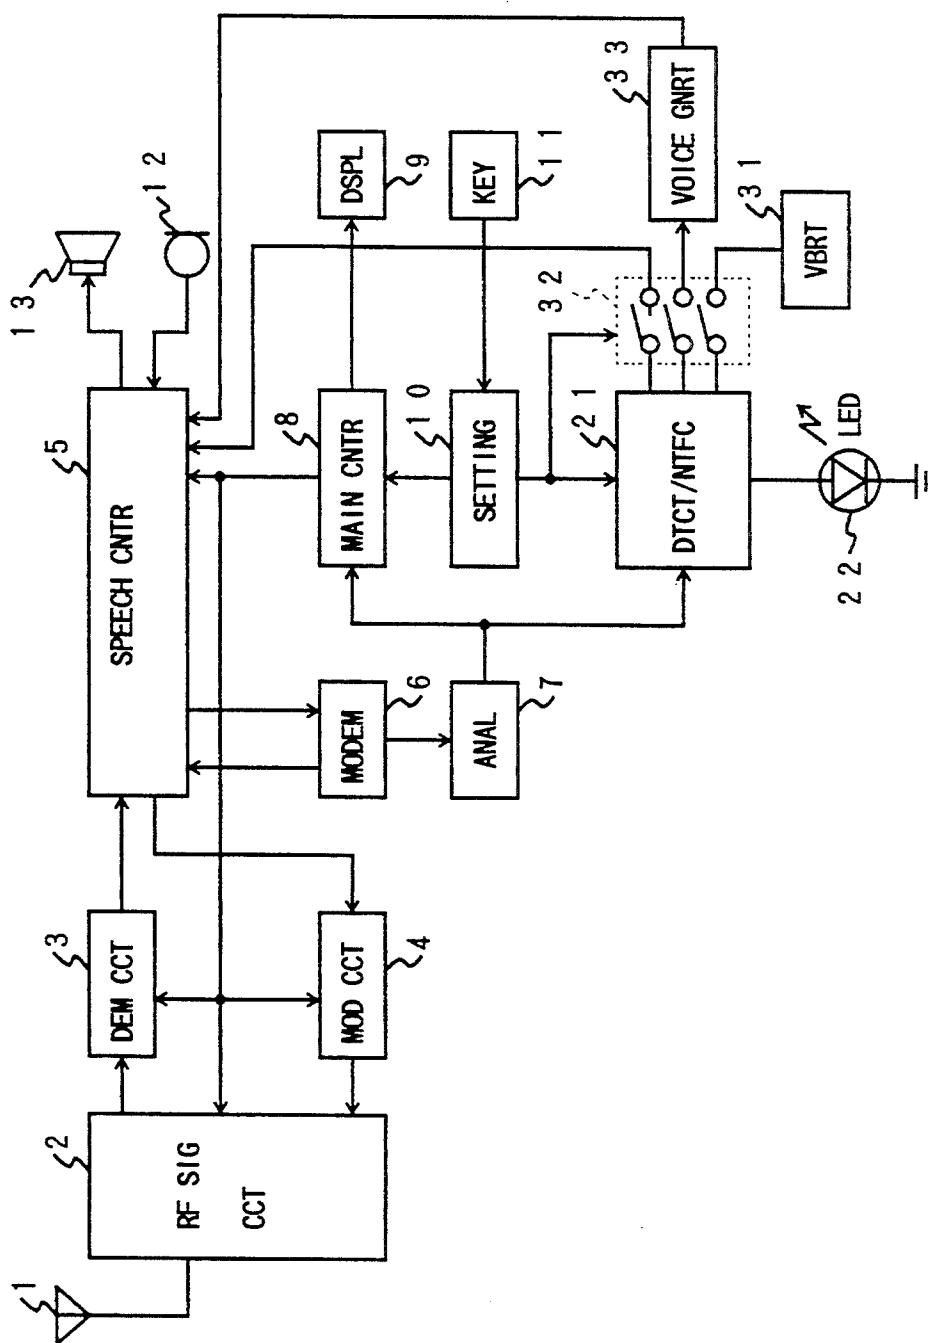 1
2
RF SIG
CCT
3
DEM CCT
MOD CCT
4
5
SPEECH CNTR
13
12
MODEM
6
ANAL
7
8
MAIN CNTR
DSPL
9
10
SETTING
KEY
11
21
DTCT/NTFC
32
VOICE GNRT
33
VBRT
31
22
LED